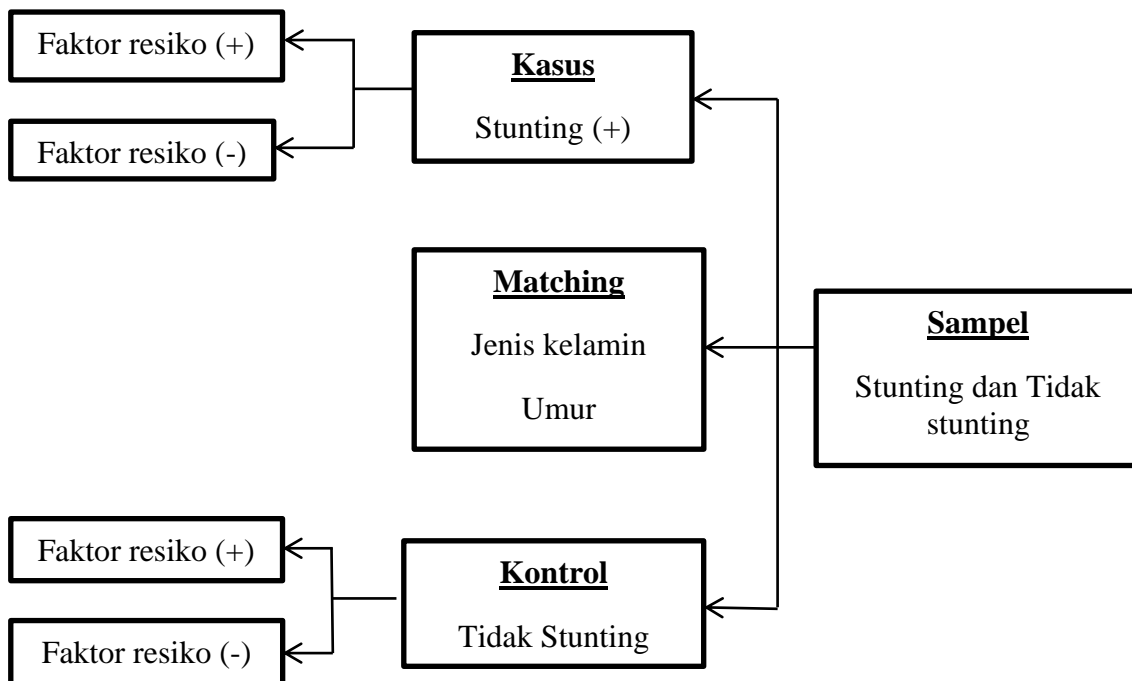 Faktor resiko (+)
Faktor resiko (-)
Kasus
Stunting (+)
Matching
Jenis kelamin
Umur
Sampel
Stunting dan Tidak
stunting
Faktor resiko (+)
Faktor resiko (-)
Kontrol
Tidak Stunting